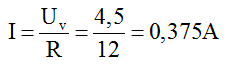 I = U_v / R = 4,5 / 12 = 0,375A